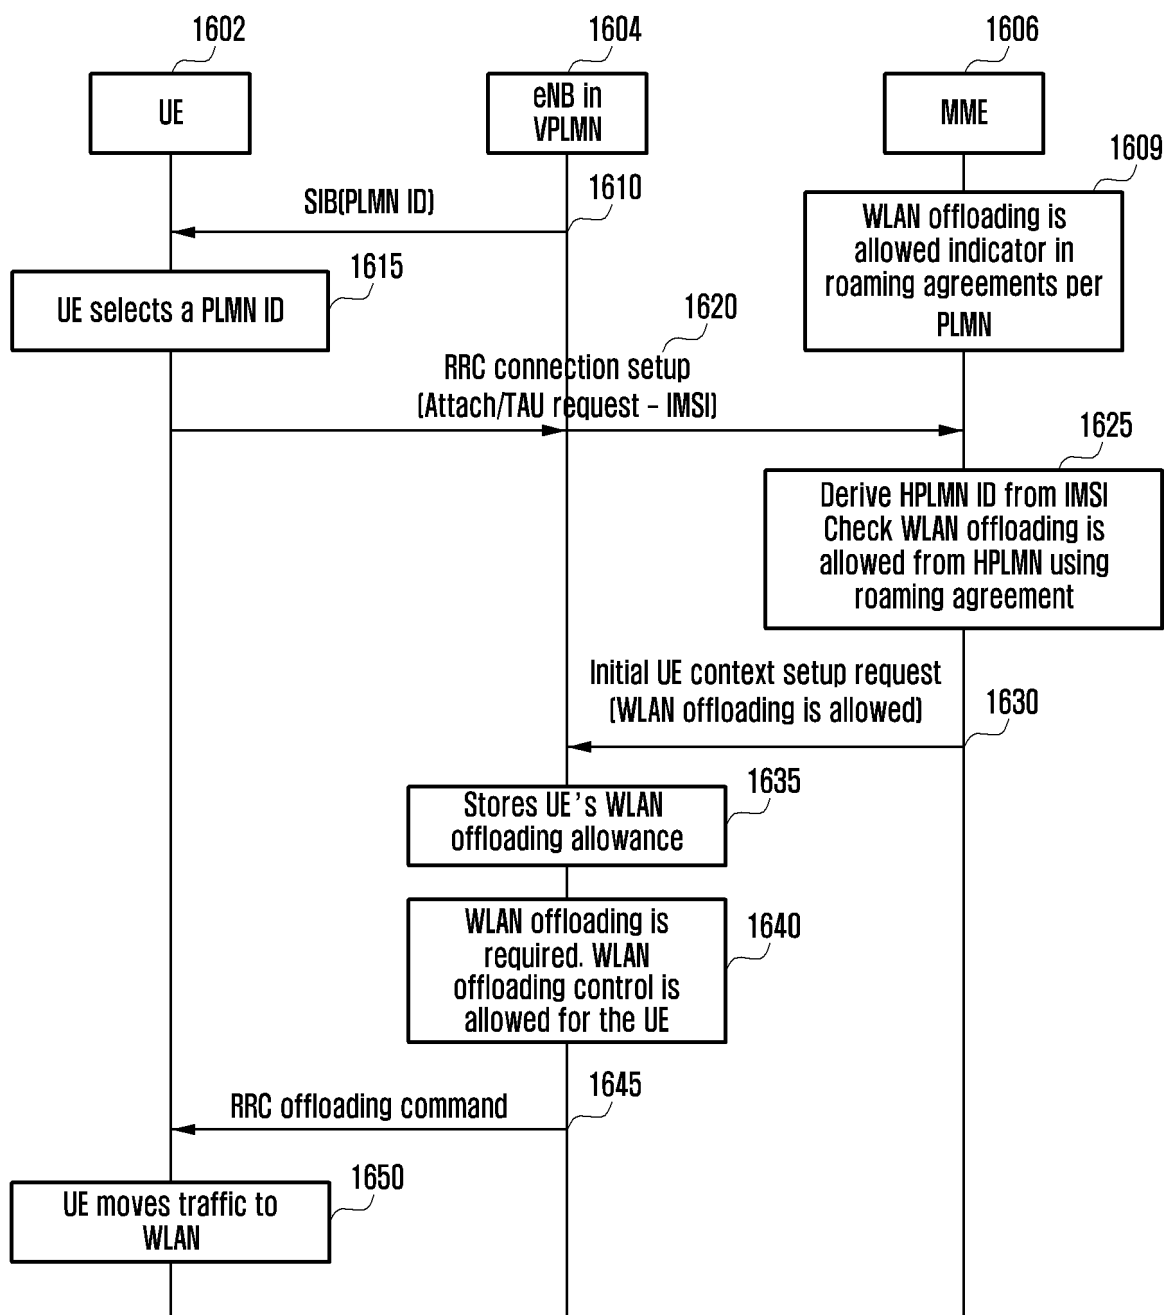 1602
1604
1606
UE
eNB in
VPLMN
MME
1609
SIB(PLMN ID)
1610
WLAN offloading is
allowed indicator in
roaming agreements per
PLMN
1615
UE selects a PLMN ID
1620
RRC connection setup
(Attach/TAU request – IMSI)
1625
Derive HPLMN ID from IMSI
Check WLAN offloading is
allowed from HPLMN using
roaming agreement
Initial UE context setup request
(WLAN offloading is allowed)
1630
1635
Stores UE's WLAN
offloading allowance
1640
WLAN offloading is
required. WLAN
offloading control is
allowed for the UE
1645
RRC offloading command
1650
UE moves traffic to
WLAN